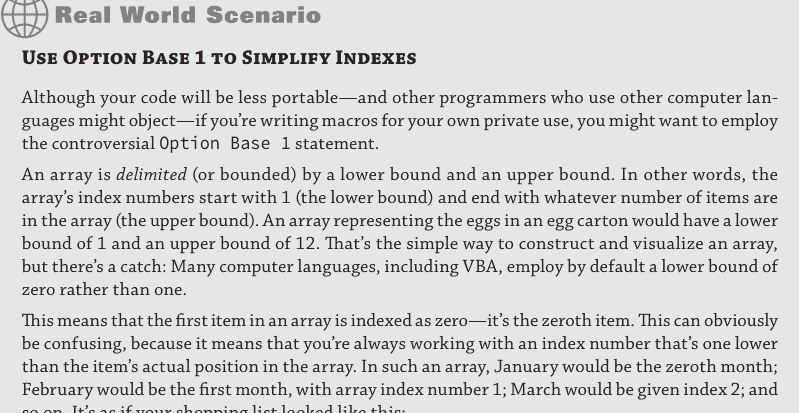 Real World Scenario
Use Option Base 1 to Simplify Indexes
Although your code will be less portable—and other programmers who use other computer lan-
guages might object—if you’re writing macros for your own private use, you might want to employ
the controversial Option Base 1 statement.
An array is delimited (or bounded) by a lower bound and an upper bound. In other words, the
array’s index numbers start with 1 (the lower bound) and end with whatever number of items are
in the array (the upper bound). An array representing the eggs in an egg carton would have a lower
bound of 1 and an upper bound of 12. That’s the simple way to construct and visualize an array,
but there’s a catch: Many computer languages, including VBA, employ by default a lower bound of
zero rather than one.
This means that the first item in an array is indexed as zero—it’s the zeroth item. This can obviously
be confusing, because it means that you’re always working with an index number that’s one lower
than the item’s actual position in the array. In such an array, January would be the zeroth month;
February would be the first month, with array index number 1; March would be given index 2; and
so on. It’s as if your shopping list looked like this: